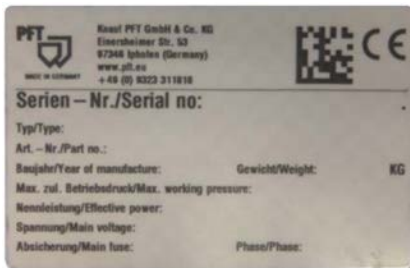 PFT
MADE IN GERMANY
Knauf PFT GmbH & Co. KG
Einersheimer Str. 53
97346 Iphofen (Germany)
www.pft.eu
+49 (0) 9323 311818
CE
Serien – Nr./Serial no:
Typ/Type:
Art. – Nr./Part no.:
Baujahr/Year of manufacture: Gewicht/Weight: KG
Max. zul. Betriebsdruck/Max. working pressure:
Nennleistung/Effective power:
Spannung/Main voltage:
Absicherung/Main fuse: Phase/Phase: